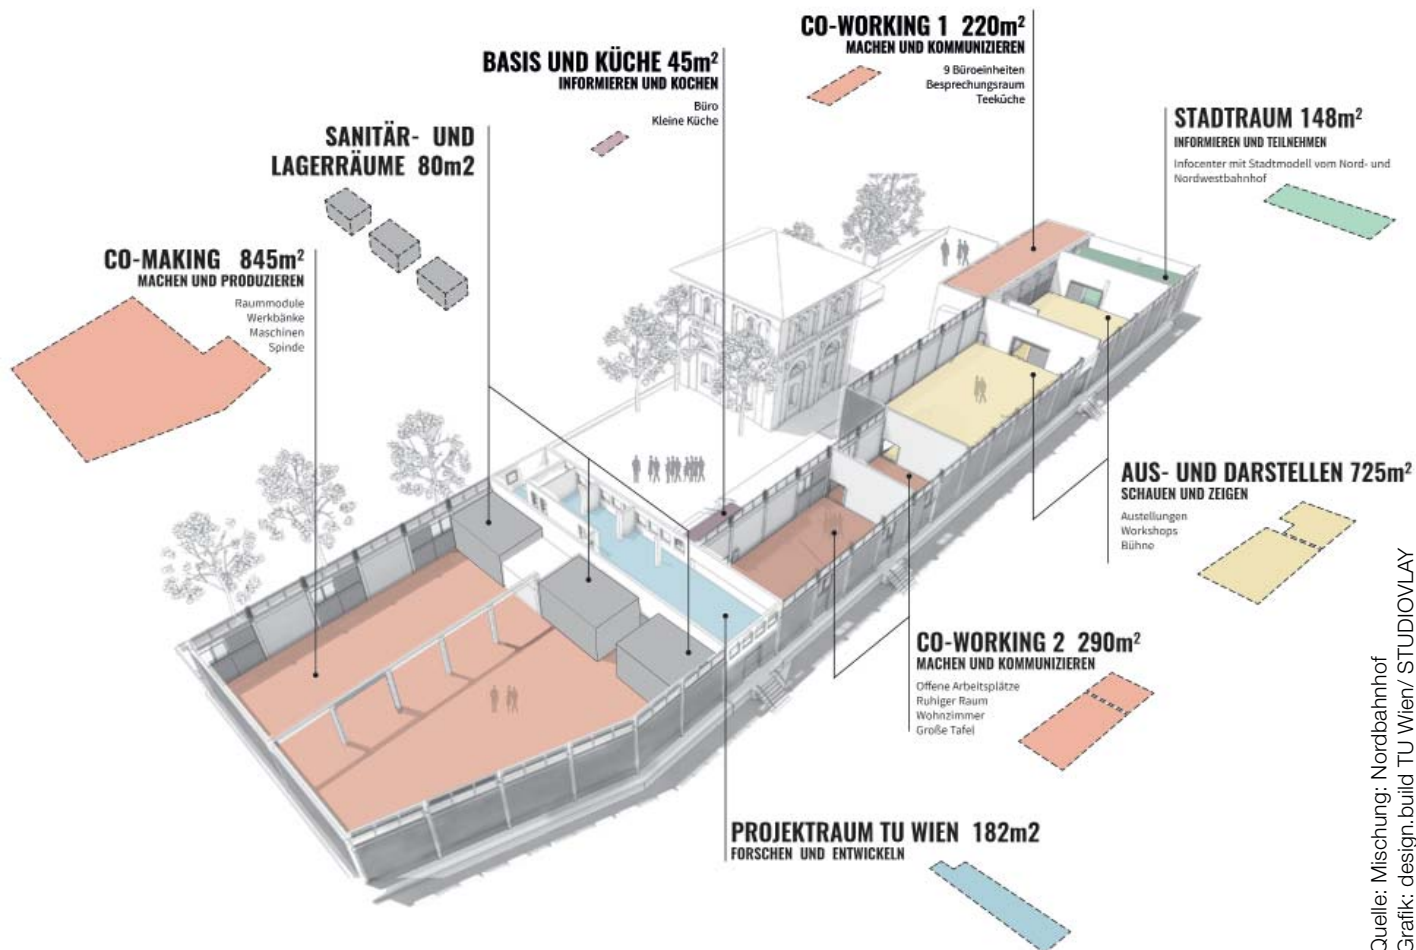 CO-WORKING 1 220m²
MACHEN UND KOMMUNIZIEREN
9 Büroeinheiten
Besprechungsraum
Teeküche
BASIS UND KÜCHE 45m²
INFORMIEREN UND KOCHEN
Büro
Kleine Küche
STADTRAUM 148m²
INFORMIEREN UND TEILNEHMEN
Infocenter mit Stadtmodell vom Nord- und
Nordwestbahnhof
SANITÄR- UND
LAGERRÄUME 80m2
CO-MAKING 845m²
MACHEN UND PRODUZIEREN
Raummodule
Werkbänke
Maschinen
Spinde
AUS- UND DARSTELLEN 725m²
SCHAUEN UND ZEIGEN
Austellungen
Workshops
Bühne
CO-WORKING 2 290m²
MACHEN UND KOMMUNIZIEREN
Offene Arbeitsplätze
Ruhiger Raum
Wohnzimmer
Große Tafel
PROJEKTRAUM TU WIEN 182m2
FORSCHEN UND ENTWICKELN
Quelle: Mischung: Nordbahnhof
Grafik: design.build TU Wien/ STUDIOVLAY